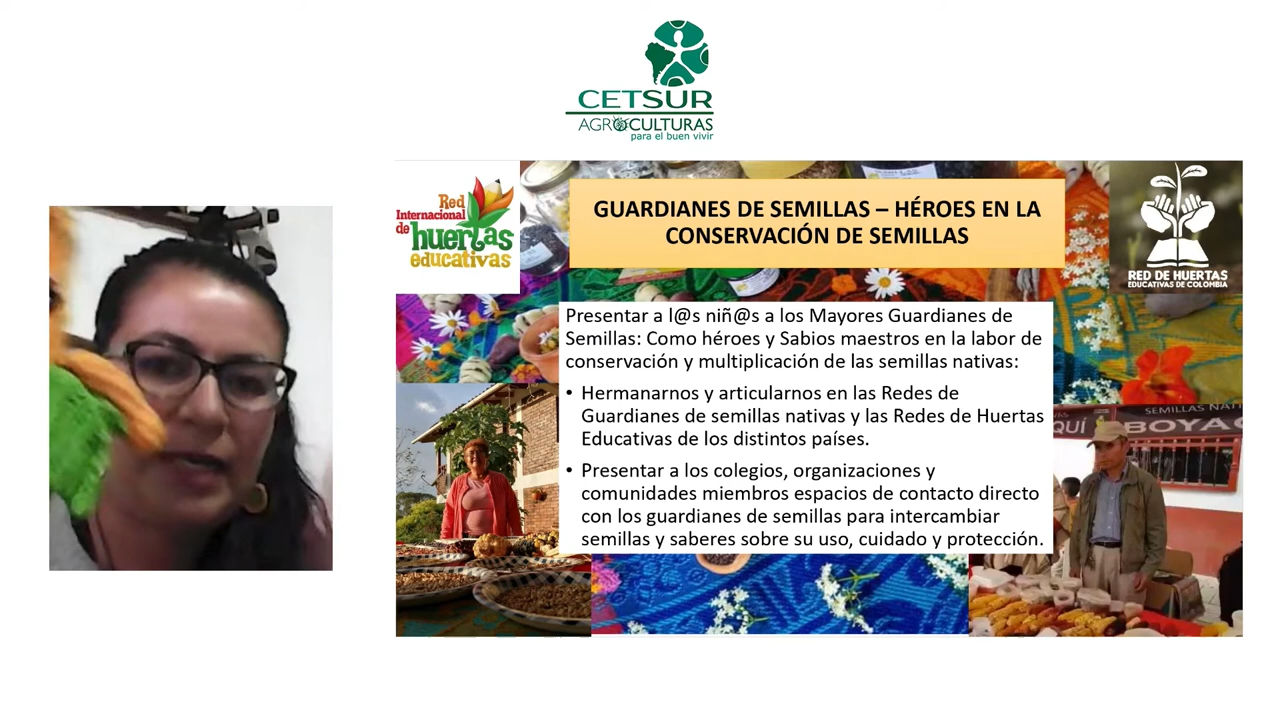 CETSUR
AGROCULTURAS
para el buen vivir
Red
Internacional
de huertas
educativas
GUARDIANES DE SEMILLAS – HÉROES EN LA
CONSERVACIÓN DE SEMILLAS
RED DE HUERTAS
EDUCATIVAS DE COLOMBIA
Presentar a l@s niñ@s a los Mayores Guardianes de
Semillas: Como héroes y Sabios maestros en la labor de
conservación y multiplicación de las semillas nativas:
• Hermanarnos y articularnos en las Redes de
Guardianes de semillas nativas y las Redes de Huertas
Educativas de los distintos países.
• Presentar a los colegios, organizaciones y
comunidades miembros espacios de contacto directo
con los guardianes de semillas para intercambiar
semillas y saberes sobre su uso, cuidado y protección.
SEMILLAS NATI
QUÍ BOYAC